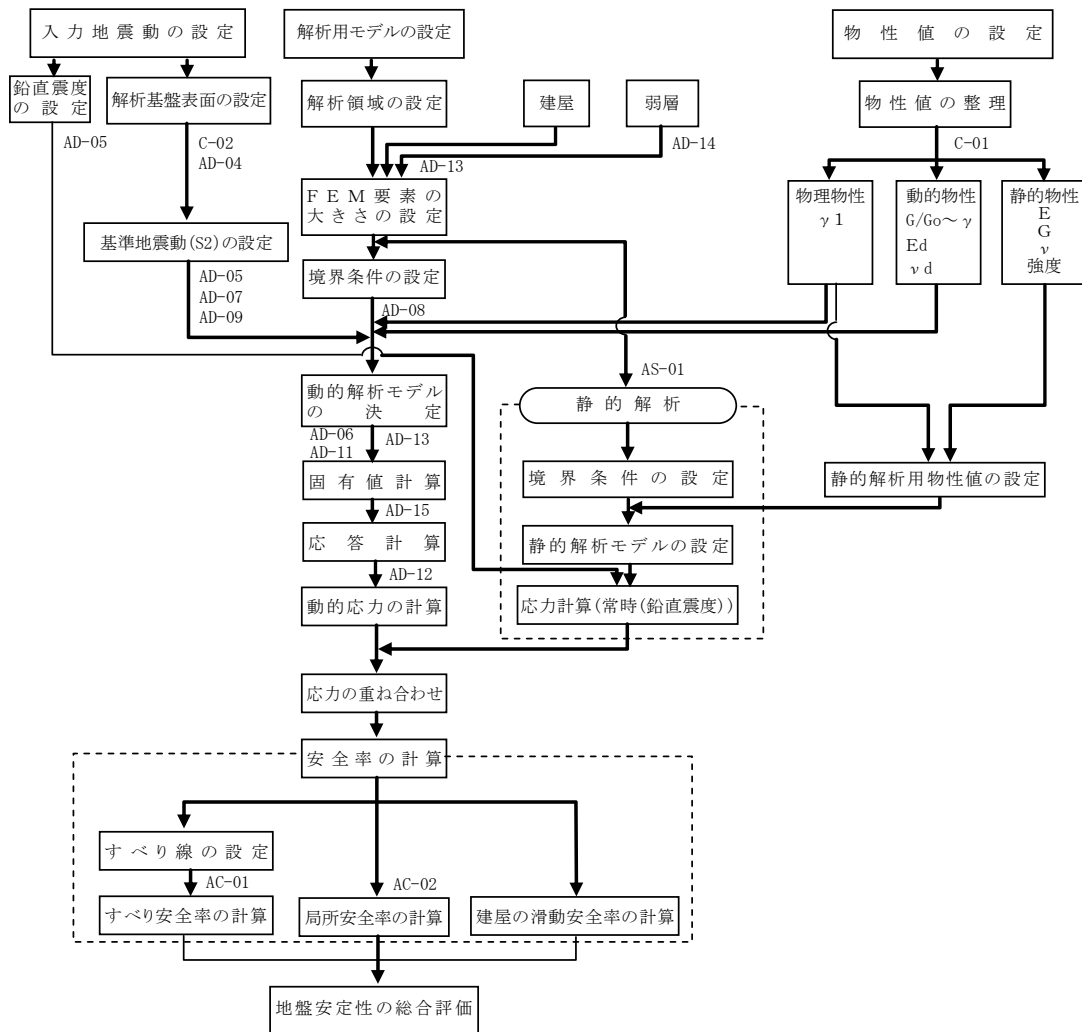 入力地震動の設定
解析用モデルの設定
物性値の設定
鉛直震度
の設定
解析基盤表面の設定
解析領域の設定
建屋
弱層
物性値の整理
AD-05
C-02
AD-04
AD-13
AD-14
C-01
FEM要素の
大きさの設定
物理物性
γ1
動的物性
G/Go～γ
Ed
νd
静的物性
E
G
ν
強度
基準地震動(S2)の設定
境界条件の設定
AD-05
AD-07
AD-09
AD-08
AS-01
動的解析モデル
の決定
静的解析
AD-06
AD-11
AD-13
固有値計算
境界条件の設定
静的解析用物性値の設定
AD-15
応答計算
静的解析モデルの設定
AD-12
動的応力の計算
応力計算(常時(鉛直震度))
応力の重ね合わせ
安全率の計算
すべり線の設定
AC-01
AC-02
すべり安全率の計算
局所安全率の計算
建屋の滑動安全率の計算
地盤安定性の総合評価